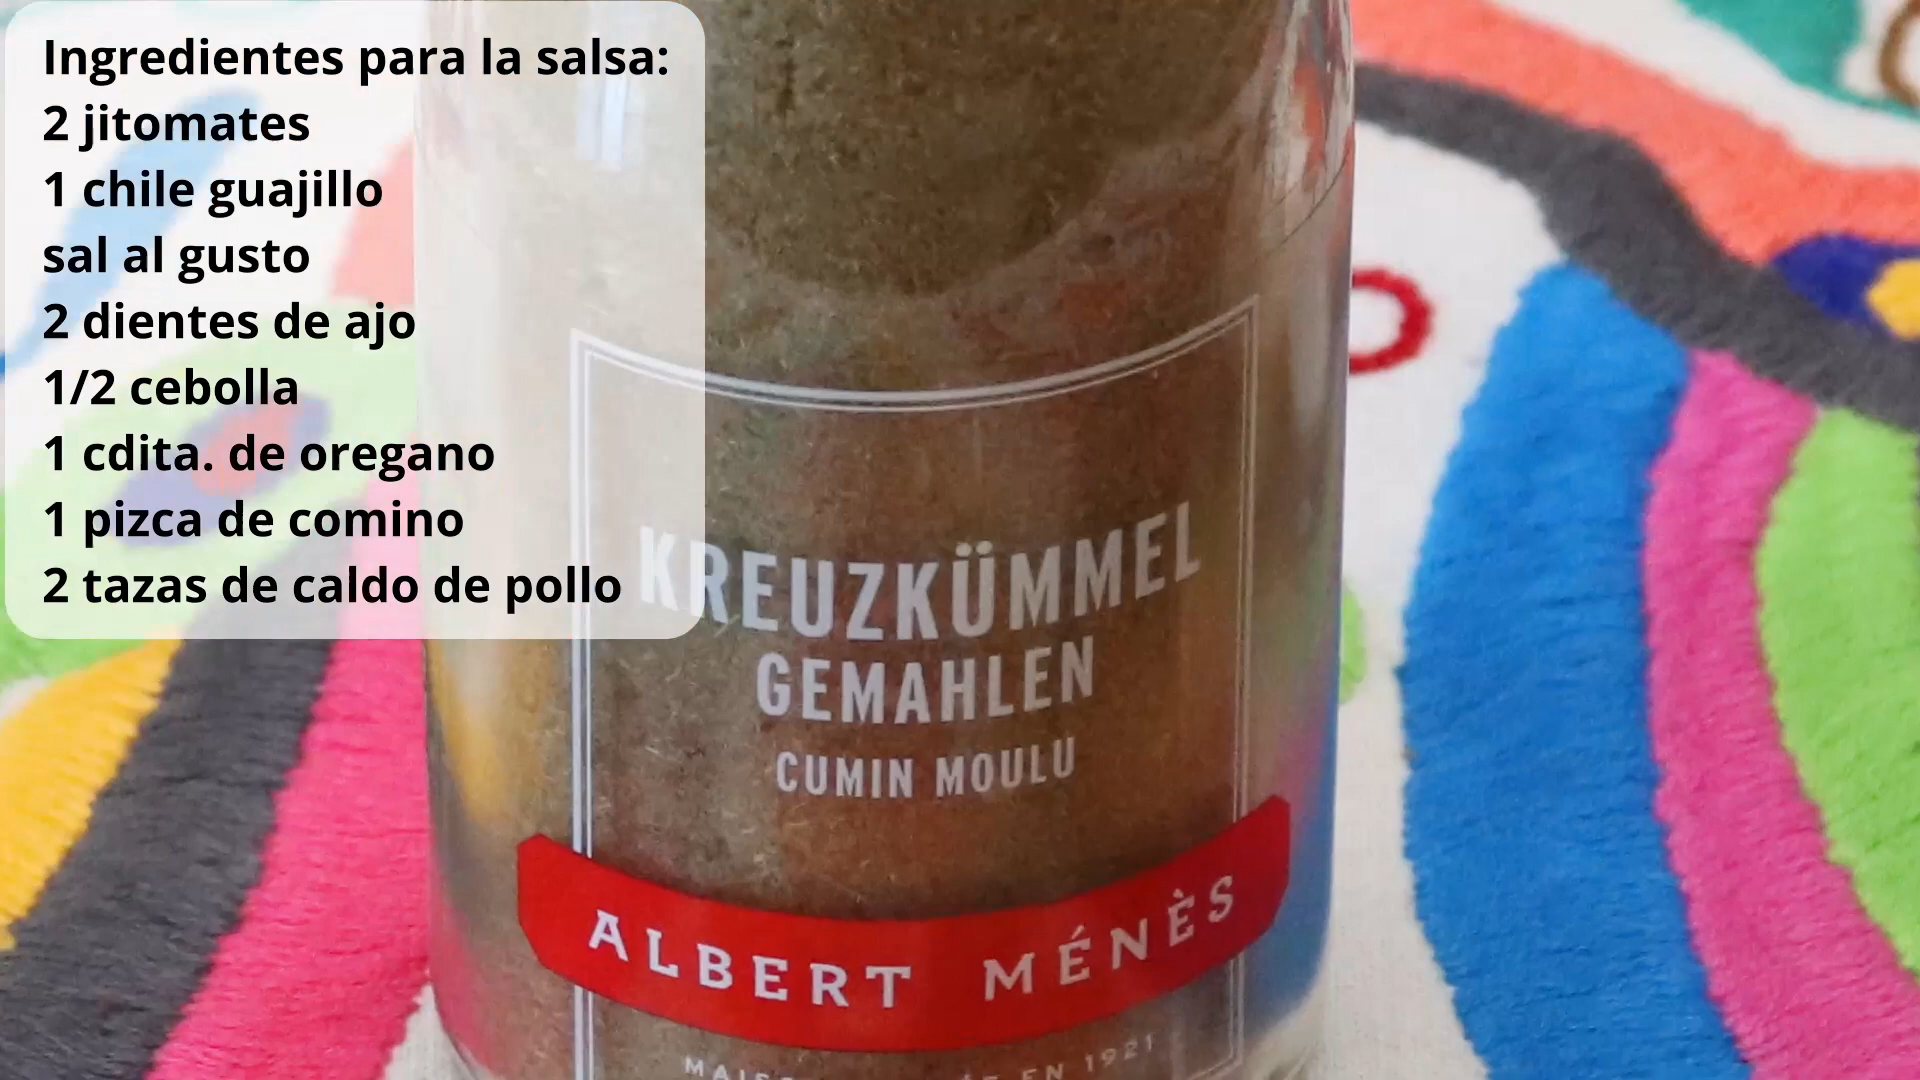 Ingredientes para la salsa:
2 jitomates
1 chile guajillo
sal al gusto
2 dientes de ajo
1/2 cebolla
1 cdita. de oregano
1 pizca de comino
2 tazas de caldo de pollo
KREUZKÜMMEL
GEMAHLEN
CUMIN MOULU
ALBERT MÉNÈS
EN 1921